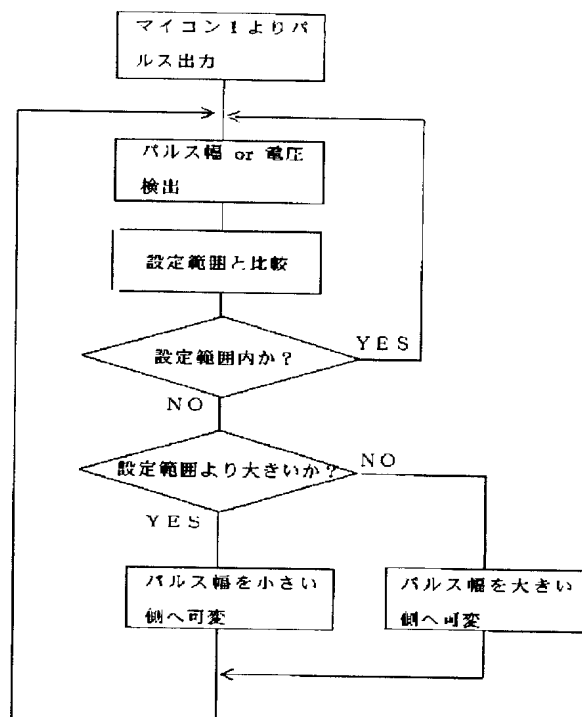 マイコン1よりパ
ルス出力
パルス幅 or 電圧
検出
設定範囲と比較
設定範囲内か?
YES
NO
設定範囲より大きいか?
NO
YES
パルス幅を小さい
側へ可変
パルス幅を大きい
側へ可変